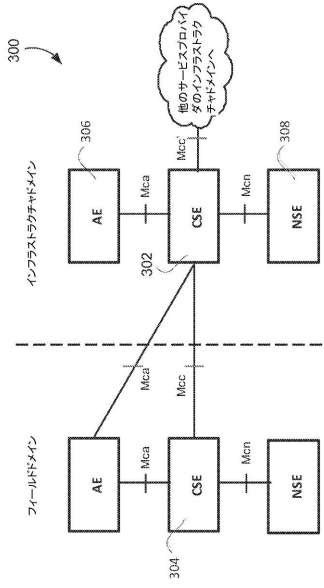 300
フィールドドメイン
インフラストラクチャドメイン
AE
AE
306
Mca
Mca
Mca
CSE
304
Mcc
CSE
302
Mcc'
他のサービスプロバイ
ダのインフラストラク
チャドメインへ
Mcn
Mcn
NSE
NSE
308